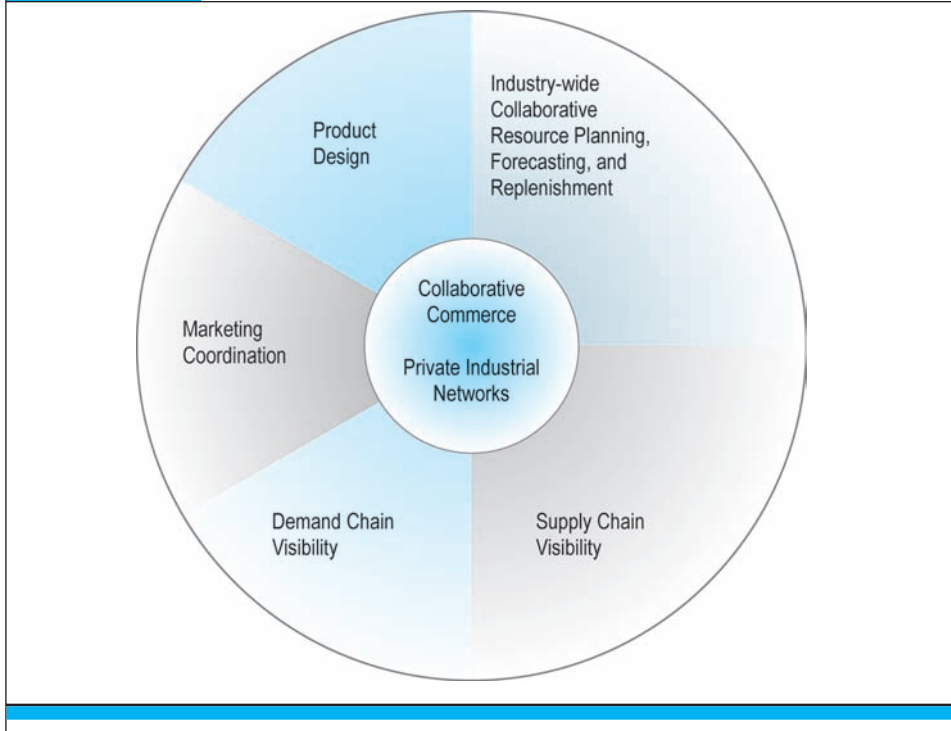 Product
Design
Industry-wide
Collaborative
Resource Planning,
Forecasting, and
Replenishment
Collaborative
Commerce
Private Industrial
Networks
Marketing
Coordination
Demand Chain
Visibility
Supply Chain
Visibility